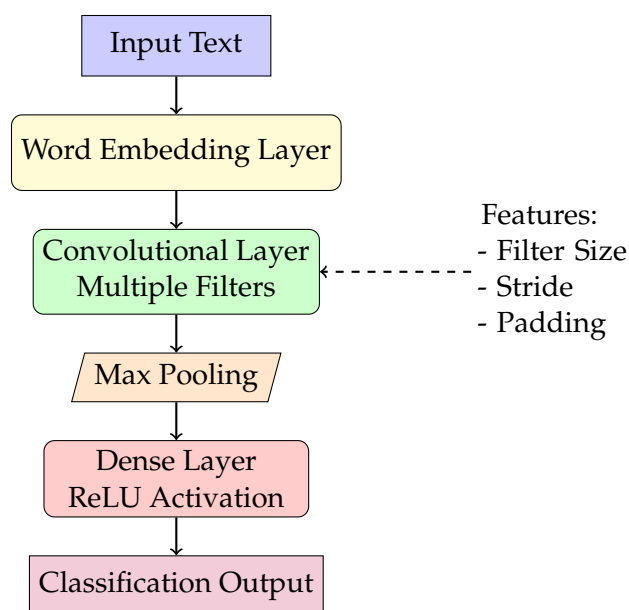 Input Text
Word Embedding Layer
Convolutional Layer
Multiple Filters
Features:
- Filter Size
- Stride
- Padding
Max Pooling
Dense Layer
ReLU Activation
Classification Output